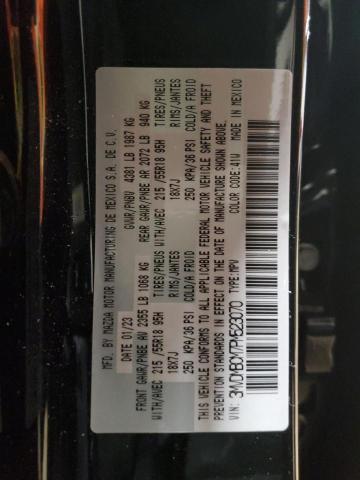 MFD. BY MAZDA MOTOR MANUFACTURING DE MEXICO S.A. DE C.V.
DATE 01/23 GVWR/PNBV 4381 LB 1987 KG
FRONT GAWR/PNBE AV 2355 LB 1068 KG REAR GAWR/PNBE AR 2072 LB 940 KG
WITH/AVEC 215 /55R18 95H TIRES/PNEUS WITH/AVEC 215 /55R18 95H TIRES/PNEUS
18X7J RIMS/JANTES 18X7J RIMS/JANTES
250 KPA/36 PSI COLD/A FROID 250 KPA/36 PSI COLD/A FROID
THIS VEHICLE CONFORMS TO ALL APPLICABLE FEDERAL MOTOR VEHICLE SAFETY AND THEFT
PREVENTION STANDARDS IN EFFECT ON THE DATE OF MANUFACTURE SHOWN ABOVE.
COLOR CODE:41W MADE IN MEXICO
VIN: TYPE:MPV